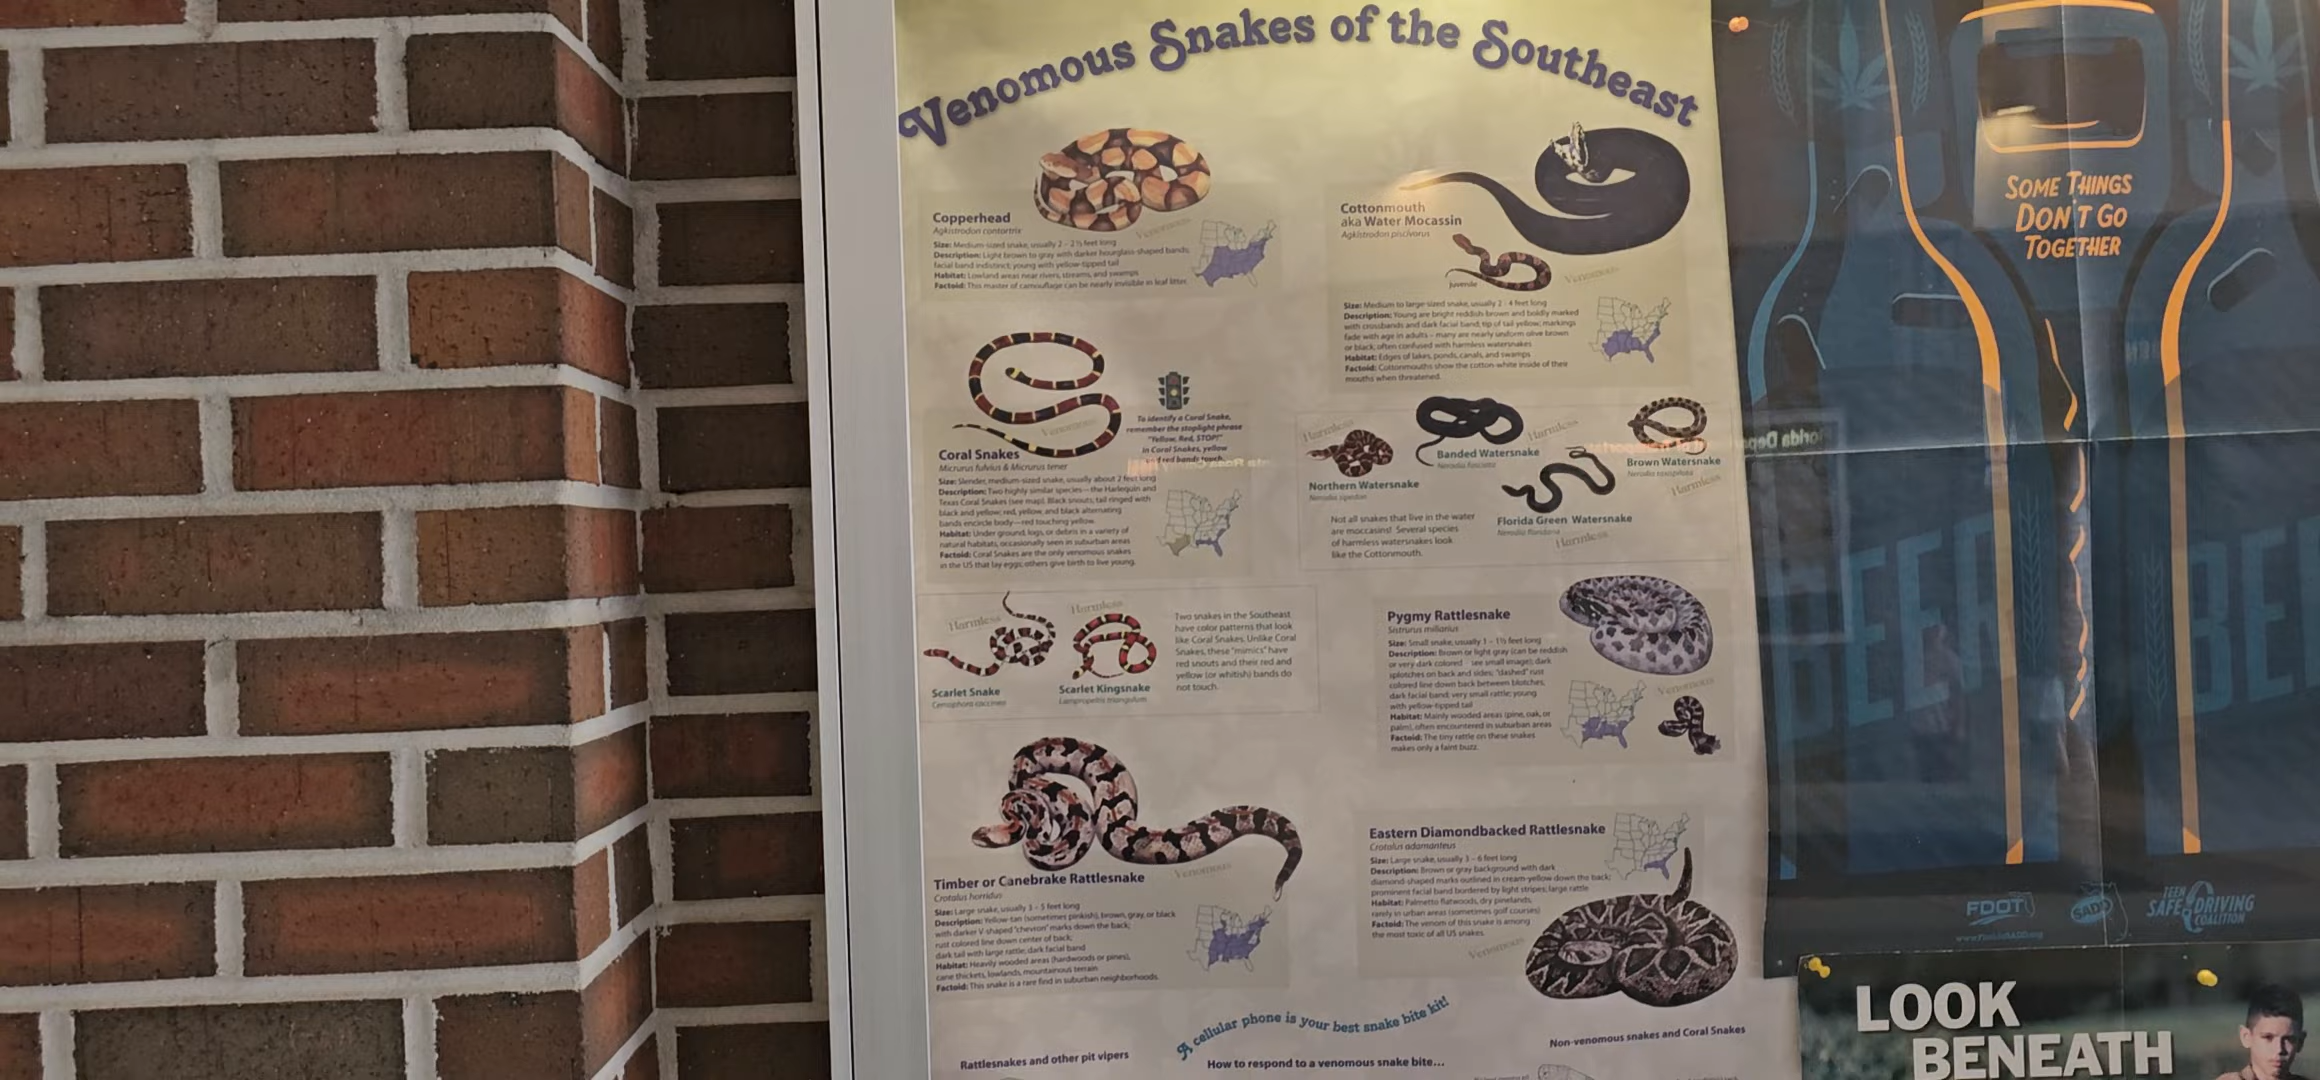 Venomous Snakes of the Southeast
Copperhead
Agkistrodon contortrix
Venomous
Size: Medium-sized snake, usually 2 - 2½ feet long
Description: Light brown to gray with darker hourglass-shaped bands;
facial band indistinct; young with yellow-tipped tail
Habitat: Lowland areas near rivers, streams, and swamps
Factoid: This master of camouflage can be nearly invisible in leaf litter.
Cottonmouth
aka Water Mocassin
Agkistrodon piscivorus
juvenile
Venomous
Size: Medium to large-sized snake, usually 2 - 4 feet long
Description: Young are bright reddish-brown and boldly marked
with crossbands and dark facial band; tip of tail yellow; markings
fade with age in adults – many are nearly uniform olive brown
or black; often confused with harmless watersnakes
Habitat: Edges of lakes, ponds, canals, and swamps
Factoid: Cottonmouths show the cotton-white inside of their
mouths when threatened.
Venomous
To identify a Coral Snake,
remember the stoplight phrase
"Yellow, Red, STOP!"
in Coral Snakes, yellow
and red bands touch.
Coral Snakes
Micrurus fulvius & Micrurus tener
Size: Slender, medium-sized snake, usually about 2 feet long
Description: Two highly similar species—the Harlequin and
Texas Coral Snakes (see map). Black snouts; tail ringed with
black and yellow; red, yellow, and black alternating
bands encircle body—red touching yellow
Habitat: Under ground, logs, or debris in a variety of
natural habitats, occasionally seen in suburban areas
Factoid: Coral Snakes are the only venomous snakes
in the US that lay eggs; others give birth to live young.
Harmless
Harmless
Banded Watersnake
Nerodia fasciata
Brown Watersnake
Nerodia taxispilota
Harmless
Northern Watersnake
Nerodia sipedon
Florida Green Watersnake
Nerodia floridana
Harmless
Not all snakes that live in the water
are moccasins! Several species
of harmless watersnakes look
like the Cottonmouth.
Harmless
Harmless
Scarlet Snake
Cemophora coccinea
Scarlet Kingsnake
Lampropeltis triangulum
Two snakes in the Southeast
have color patterns that look
like Coral Snakes. Unlike Coral
Snakes, these "mimics" have
red snouts and their red and
yellow (or whitish) bands do
not touch.
Pygmy Rattlesnake
Sistrurus miliarius
Size: Small snake, usually 1 – 1½ feet long
Description: Brown or light gray (can be reddish
or very dark colored - see small image); dark
splotches on back and sides; "dashed" rust
colored line down back between blotches;
dark facial band; very small rattle; young
with yellow-tipped tail
Habitat: Mainly wooded areas (pine, oak, or
palm), often encountered in suburban areas
Factoid: The tiny rattle on these snakes
makes only a faint buzz.
Venomous
Timber or Canebrake Rattlesnake
Crotalus horridus
Venomous
Size: Large snake, usually 3 - 5 feet long
Description: Yellow-tan (sometimes pinkish), brown, gray, or black
with darker V-shaped "chevron" marks down the back;
rust colored line down center of back;
dark tail with large rattle; dark facial band
Habitat: Heavily wooded areas (hardwoods or pines),
cane thickets, lowlands, mountainous terrain
Factoid: This snake is a rare find in suburban neighborhoods.
Eastern Diamondbacked Rattlesnake
Crotalus adamanteus
Size: Large snake, usually 3 – 6 feet long
Description: Brown or gray background with dark
diamond-shaped marks outlined in cream-yellow down the back;
prominent facial band bordered by light stripes; large rattle
Habitat: Palmetto flatwoods, dry pinelands,
rarely in urban areas (sometimes golf courses)
Factoid: The venom of this snake is among
the most toxic of all US snakes.
Venomous
A cellular phone is your best snake bite kit!
Rattlesnakes and other pit vipers
How to respond to a venomous snake bite...
Non-venomous snakes and Coral Snakes
SOME THINGS
DON'T GO
TOGETHER
BEER
BE
FDOT
SADD
TEEN
SAFE DRIVING
COALITION
www.FloridaSADD.org
LOOK
BENEATH